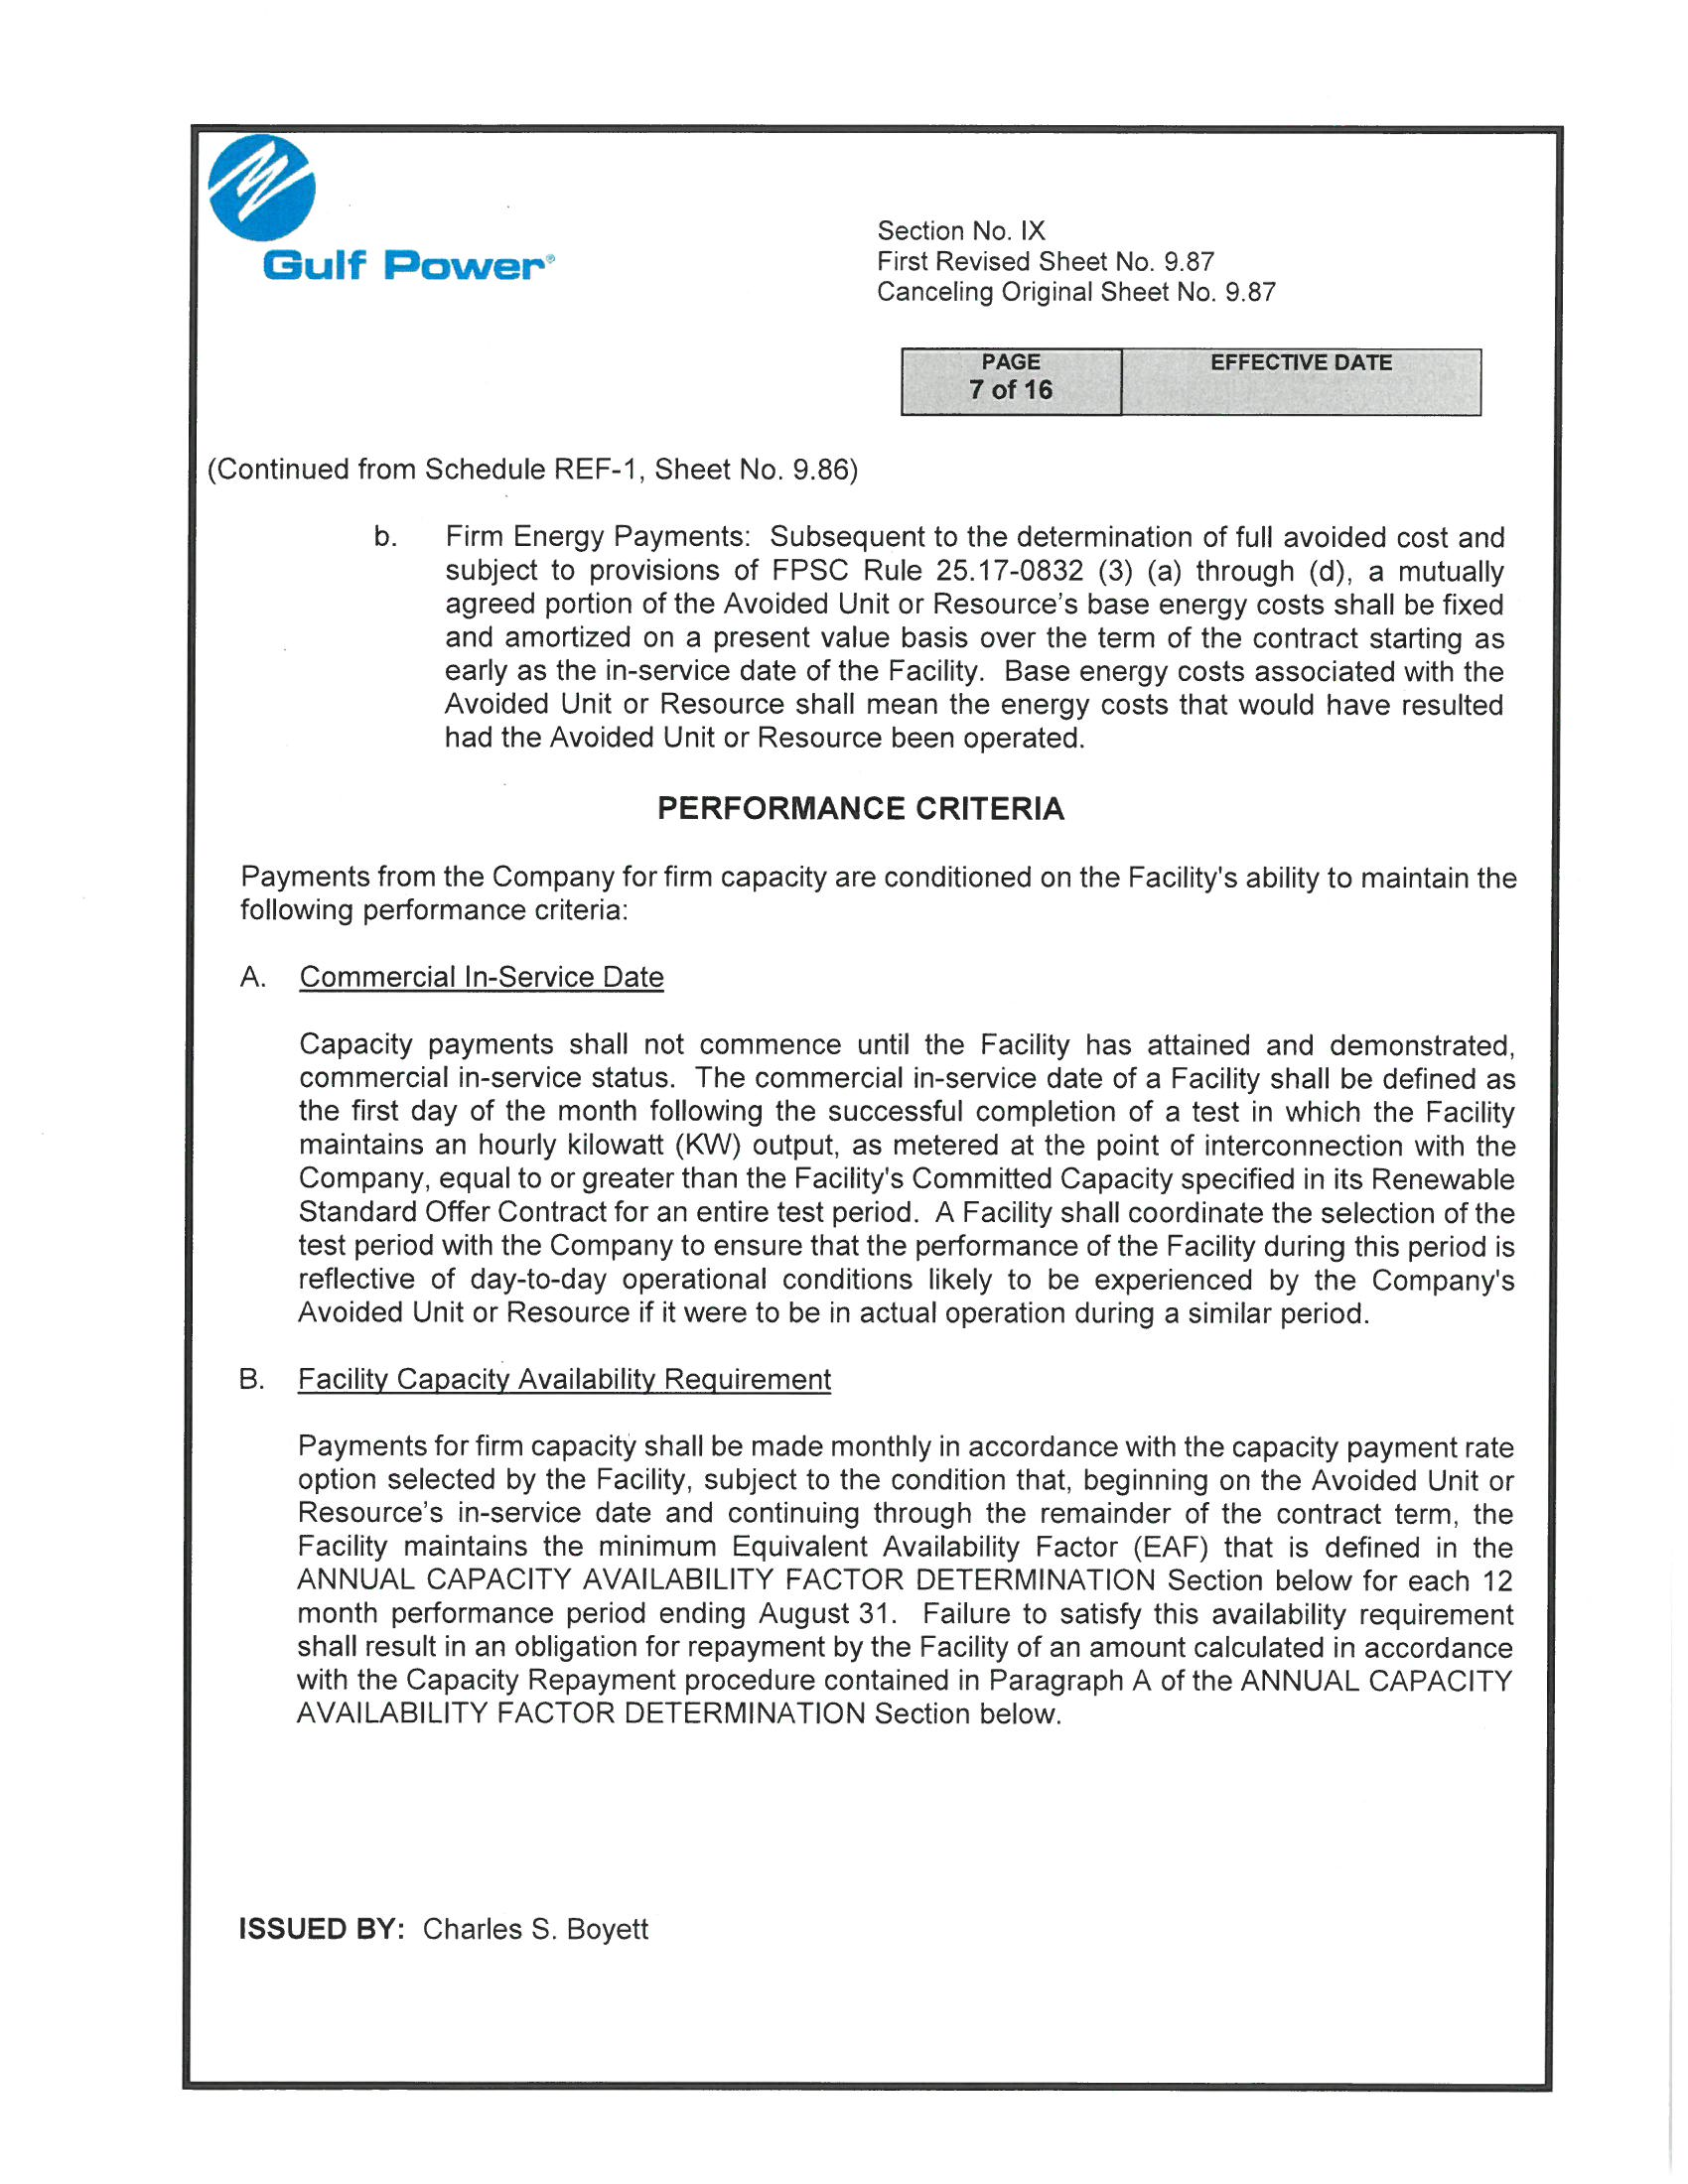 Gulf Power®
Section No. IX
First Revised Sheet No. 9.87
Canceling Original Sheet No. 9.87
PAGE
7 of 16
EFFECTIVE DATE
(Continued from Schedule REF-1, Sheet No. 9.86)
b. Firm Energy Payments: Subsequent to the determination of full avoided cost and
subject to provisions of FPSC Rule 25.17-0832 (3) (a) through (d), a mutually
agreed portion of the Avoided Unit or Resource's base energy costs shall be fixed
and amortized on a present value basis over the term of the contract starting as
early as the in-service date of the Facility. Base energy costs associated with the
Avoided Unit or Resource shall mean the energy costs that would have resulted
had the Avoided Unit or Resource been operated.
PERFORMANCE CRITERIA
Payments from the Company for firm capacity are conditioned on the Facility's ability to maintain the
following performance criteria:
A. Commercial In-Service Date
Capacity payments shall not commence until the Facility has attained and demonstrated,
commercial in-service status. The commercial in-service date of a Facility shall be defined as
the first day of the month following the successful completion of a test in which the Facility
maintains an hourly kilowatt (KW) output, as metered at the point of interconnection with the
Company, equal to or greater than the Facility's Committed Capacity specified in its Renewable
Standard Offer Contract for an entire test period. A Facility shall coordinate the selection of the
test period with the Company to ensure that the performance of the Facility during this period is
reflective of day-to-day operational conditions likely to be experienced by the Company's
Avoided Unit or Resource if it were to be in actual operation during a similar period.
B. Facility Capacity Availability Requirement
Payments for firm capacity shall be made monthly in accordance with the capacity payment rate
option selected by the Facility, subject to the condition that, beginning on the Avoided Unit or
Resource's in-service date and continuing through the remainder of the contract term, the
Facility maintains the minimum Equivalent Availability Factor (EAF) that is defined in the
ANNUAL CAPACITY AVAILABILITY FACTOR DETERMINATION Section below for each 12
month performance period ending August 31. Failure to satisfy this availability requirement
shall result in an obligation for repayment by the Facility of an amount calculated in accordance
with the Capacity Repayment procedure contained in Paragraph A of the ANNUAL CAPACITY
AVAILABILITY FACTOR DETERMINATION Section below.
ISSUED BY: Charles S. Boyett